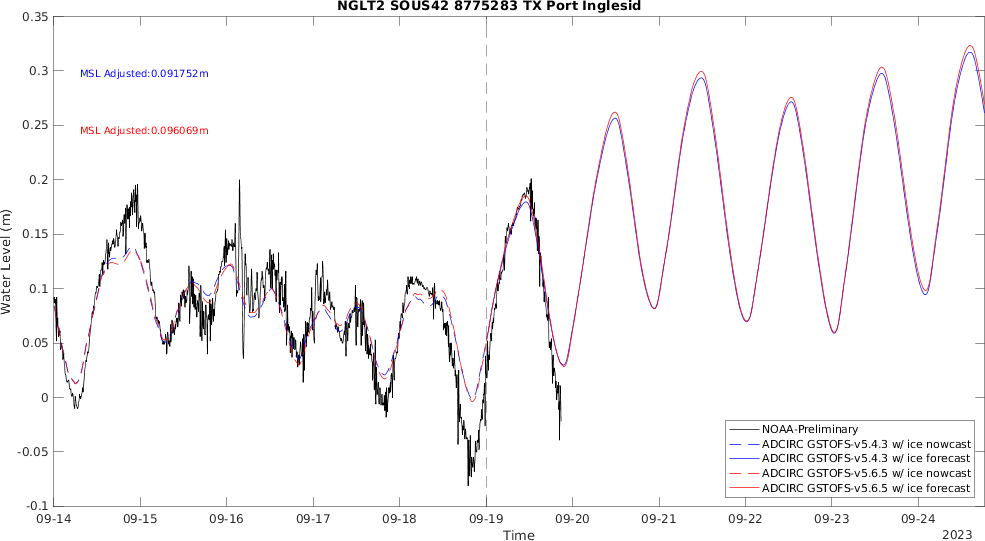 NGLT2 SOUS42 8775283 TX Port Inglesid
0.35
0.3
0.25
0.2
0.15
0.1
0.05
0
-0.05
-0.1
Water Level (m)
MSL Adjusted:0.091752m
MSL Adjusted:0.096069m
NOAA-Preliminary
ADCIRC GSTOFS-v5.4.3 w/ ice nowcast
ADCIRC GSTOFS-v5.4.3 w/ ice forecast
ADCIRC GSTOFS-v5.6.5 w/ ice nowcast
ADCIRC GSTOFS-v5.6.5 w/ ice forecast
09-14 09-15 09-16 09-17 09-18 09-19 09-20 09-21 09-22 09-23 09-24
Time
2023